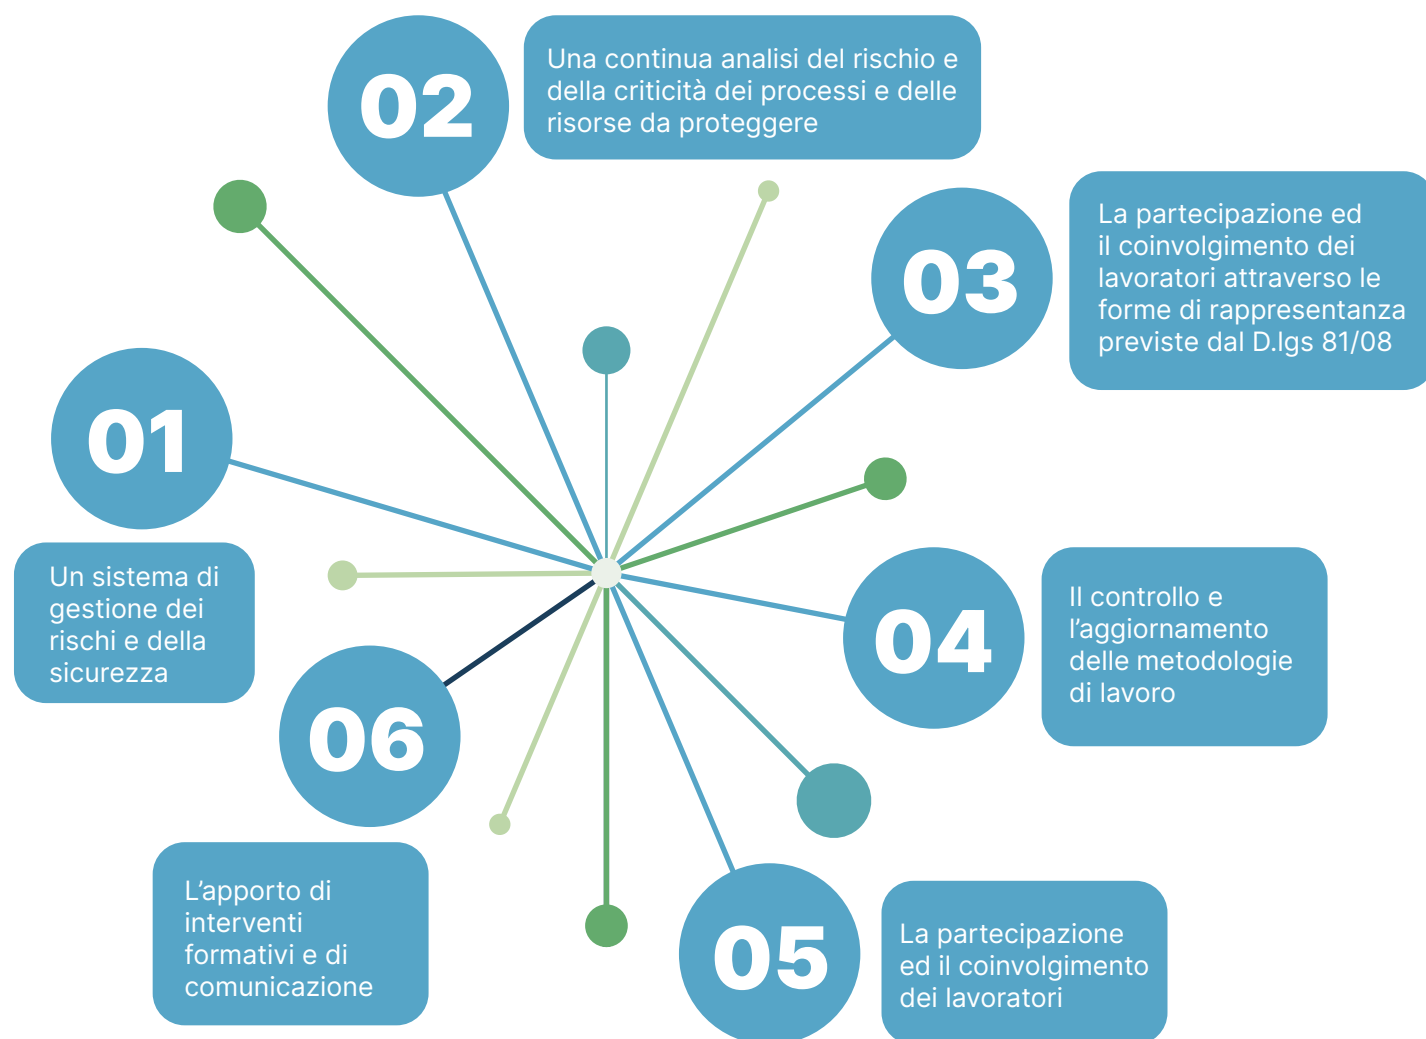 01
Un sistema di
gestione dei
rischi e della
sicurezza
02
Una continua analisi del rischio e
della criticità dei processi e delle
risorse da proteggere
03
La partecipazione ed
il coinvolgimento dei
lavoratori attraverso le
forme di rappresentanza
previste dal D.lgs 81/08
04
Il controllo e
l’aggiornamento
delle metodologie
di lavoro
05
La partecipazione
ed il coinvolgimento
dei lavoratori
06
L’apporto di
interventi
formativi e di
comunicazione